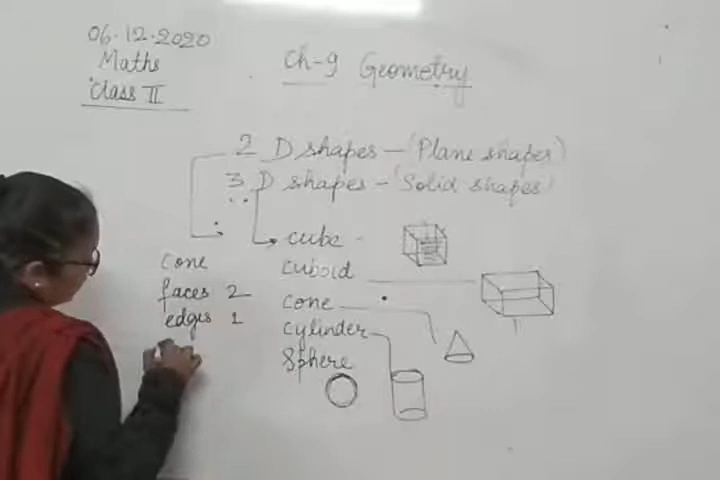 06.12.2020
Maths
Class II
Ch-9 Geometry
2 D shapes - (Plane shapes)
3 D shapes - (Solid shapes)
cube -
cuboid
cone
cylinder
sphere
cone
faces 2
edges 1